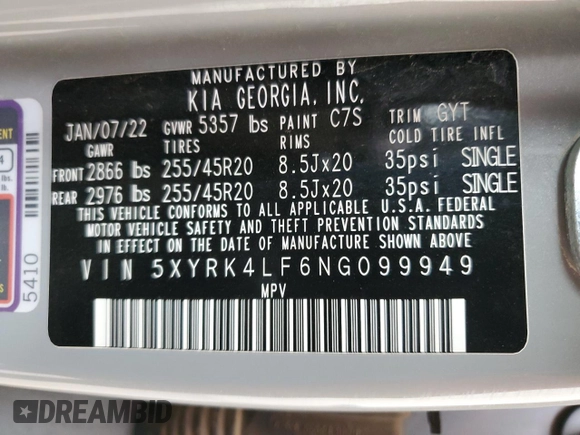 MANUFACTURED BY
KIA GEORGIA, INC.
JAN/07/22 GVWR 5357 lbs PAINT C7S TRIM GYT
GAWR TIRES RIMS COLD TIRE INFL
FRONT 2866 lbs 255/45R20 8.5Jx20 35psi SINGLE
REAR 2976 lbs 255/45R20 8.5Jx20 35psi SINGLE
THIS VEHICLE CONFORMS TO ALL APPLICABLE U.S.A. FEDERAL
MOTOR VEHICLE SAFETY AND THEFT PREVENTION STANDARDS
IN EFFECT ON THE DATE OF MANUFACTURE SHOWN ABOVE.
VIN 5XYRK4LF6NG099949
MPV
5410
DREAMBID